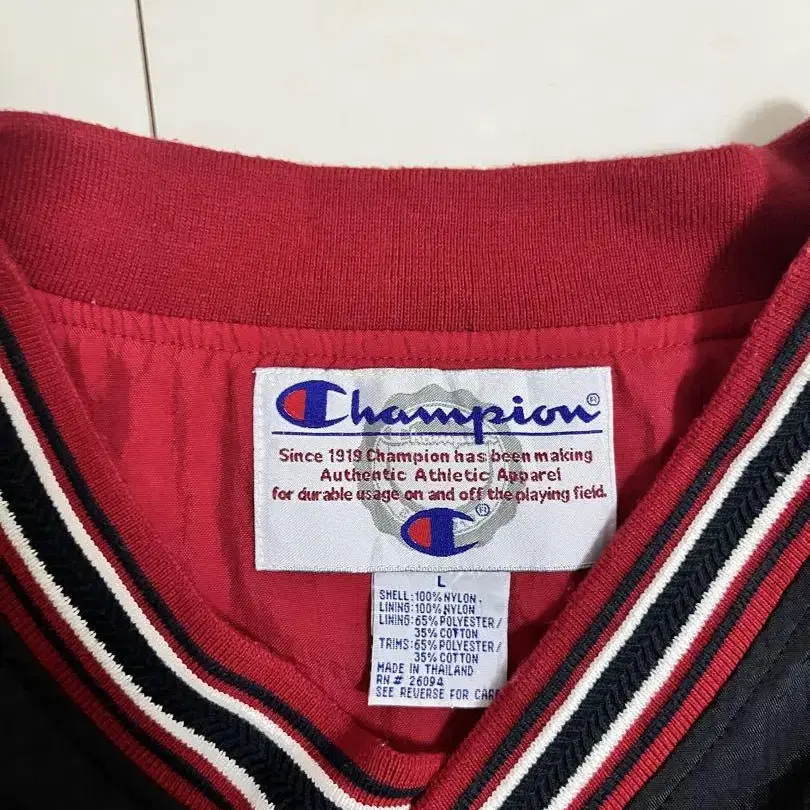 Champion®
Since 1919 Champion has been making
Authentic Athletic Apparel
for durable usage on and off the playing field.
®
L
SHELL:100%NYLON.
LINING:100%NYLON
LINING:65%POLYESTER/
35% COTTON
TRIMS:65%POLYESTER/
35% COTTON
MADE IN THAILAND
RN # 26094
SEE REVERSE FOR CARE